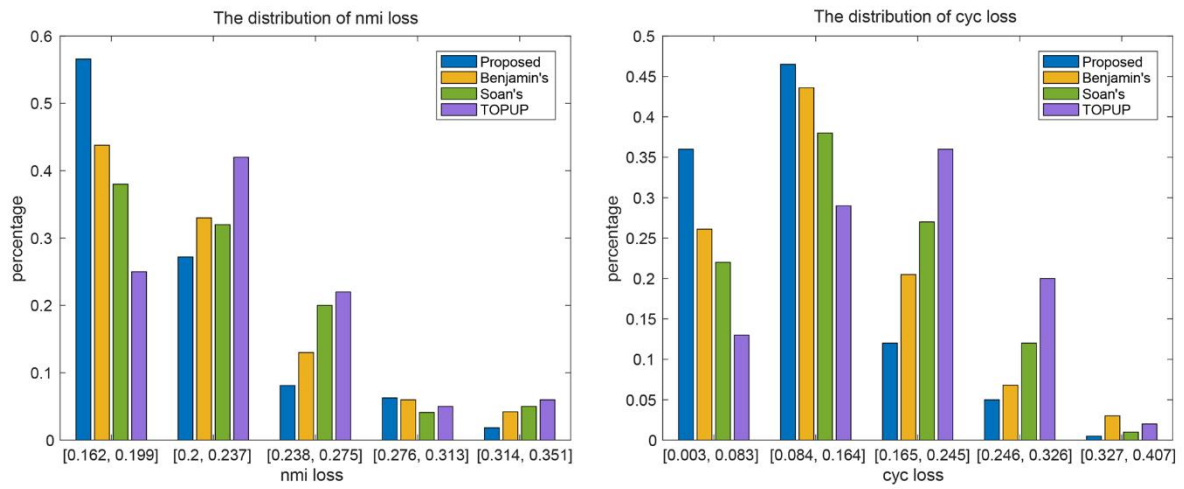 The distribution of nmi loss
0.6
0.5
0.4
0.3
0.2
0.1
0
percentage
Proposed
Benjamin's
Soan's
TOPUP
[0.162, 0.199] [0.2, 0.237] [0.238, 0.275] [0.276, 0.313] [0.314, 0.351]
nmi loss
The distribution of cyc loss
0.5
0.45
0.4
0.35
0.3
0.25
0.2
0.15
0.1
0.05
0
percentage
Proposed
Benjamin's
Soan's
TOPUP
[0.003, 0.083] [0.084, 0.164] [0.165, 0.245] [0.246, 0.326] [0.327, 0.407]
cyc loss